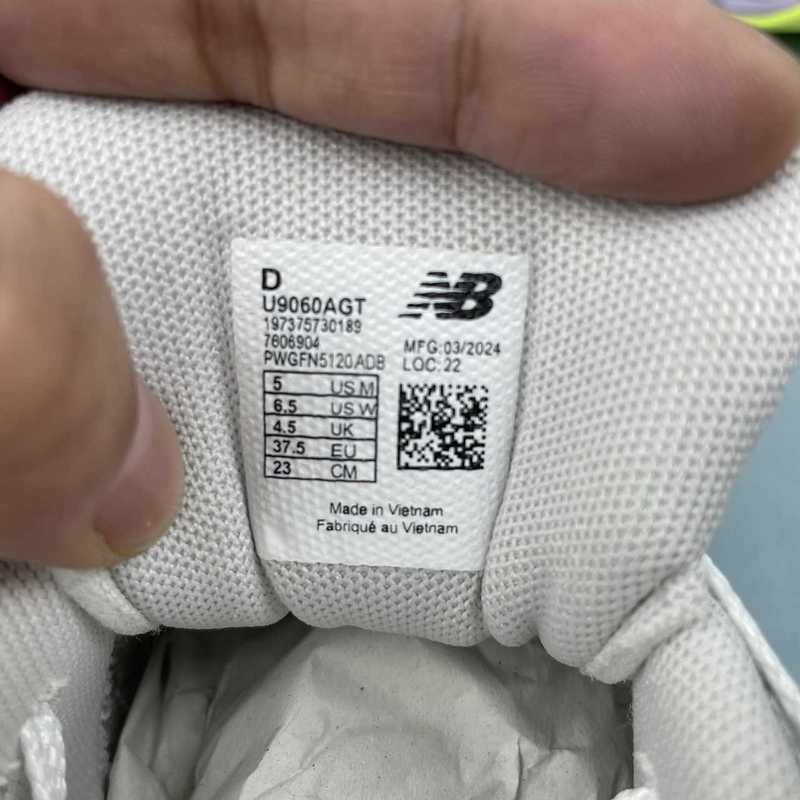 D
U9060AGT
197375730189
7606904
PWGFN5120ADB
NB
MFG:03/2024
LOC:22
5 US M
6.5 US W
4.5 UK
37.5 EU
23 CM
Made in Vietnam
Fabriqué au Vietnam